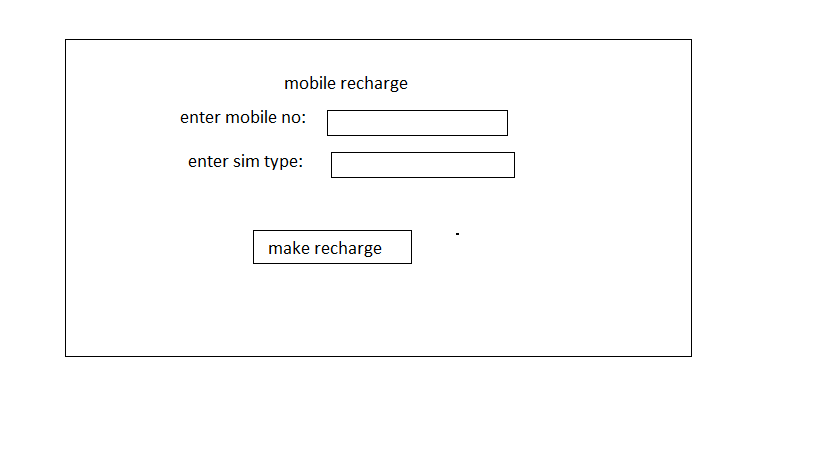 mobile recharge
enter mobile no:
enter sim type:
make recharge